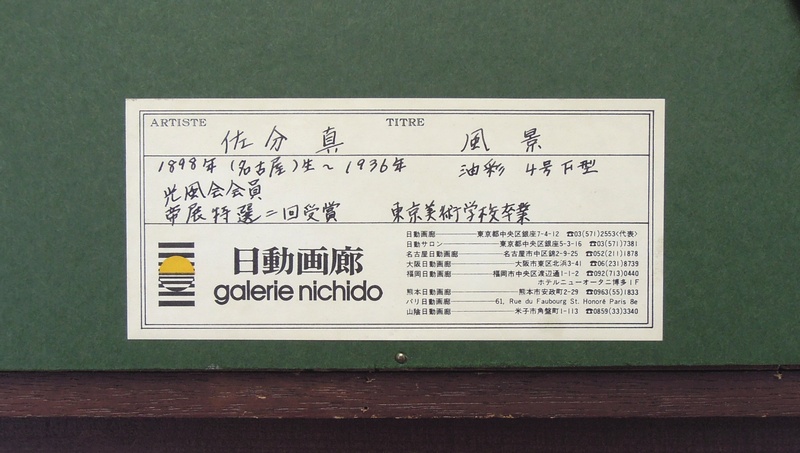 ARTISTE TITRE
佐分真 風景
1898年(名古屋)生~1936年 油彩 4号F型
光風会会員
帝展特選二回受賞 東京美術学校卒業
日動画廊
galerie nichido
日動画廊 東京都中央区銀座7-4-12 ☎03(571)2553<代表>
日動サロン 東京都中央区銀座5-3-16 ☎03(571)7381
名古屋日動画廊 名古屋市中区錦2-9-25 ☎052(211)1878
大阪日動画廊 大阪市東区北浜3-41 ☎06(231)8739
福岡日動画廊 福岡市中央区渡辺通1-1-2 ☎092(713)0440
ホテルニューオータニ博多1F
熊本日動画廊 熊本市安政町2-29 ☎0963(55)1833
パリ日動画廊 61, Rue du Faubourg St. Honoré Paris 8e
山陰日動画廊 米子市角盤町1-113 ☎0859(33)3340